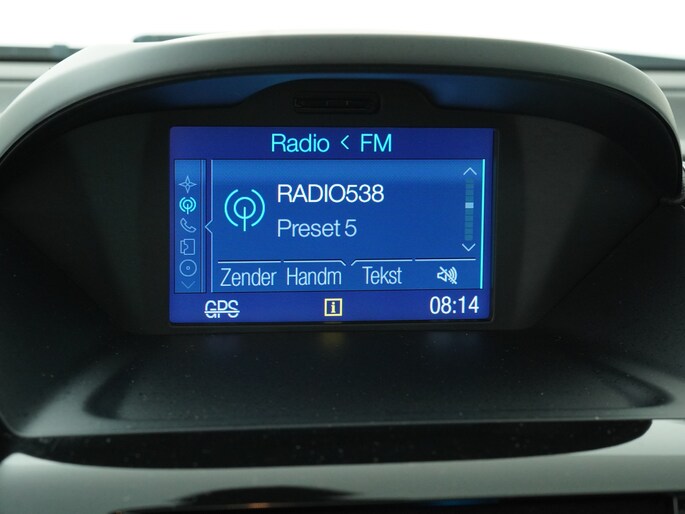 Radio < FM
RADIO538
Preset 5
Zender Handm Tekst
GPS i 08:14